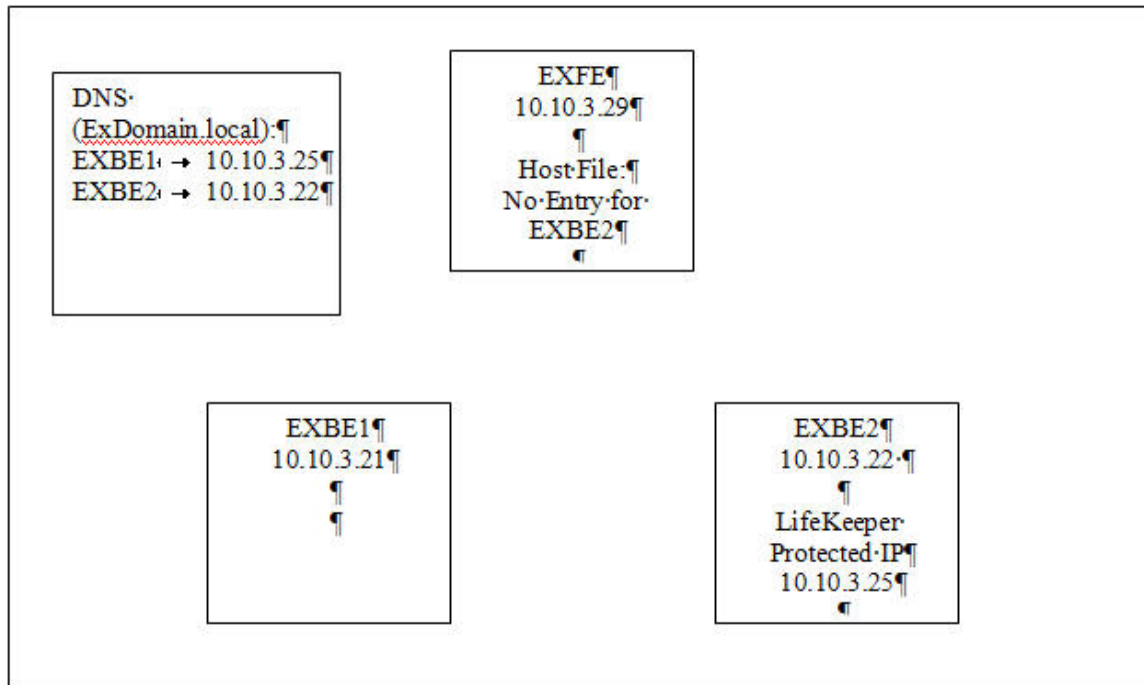 DNS·
(ExDomain.local):¶
EXBE1 → 10.10.3.25¶
EXBE2 → 10.10.3.22¶
EXFE¶
10.10.3.29¶
¶
Host·File:¶
No·Entry·for·
EXBE2¶
¶
EXBE1¶
10.10.3.21¶
¶
¶
EXBE2¶
10.10.3.22·¶
¶
LifeKeeper·
Protected·IP¶
10.10.3.25¶
¶